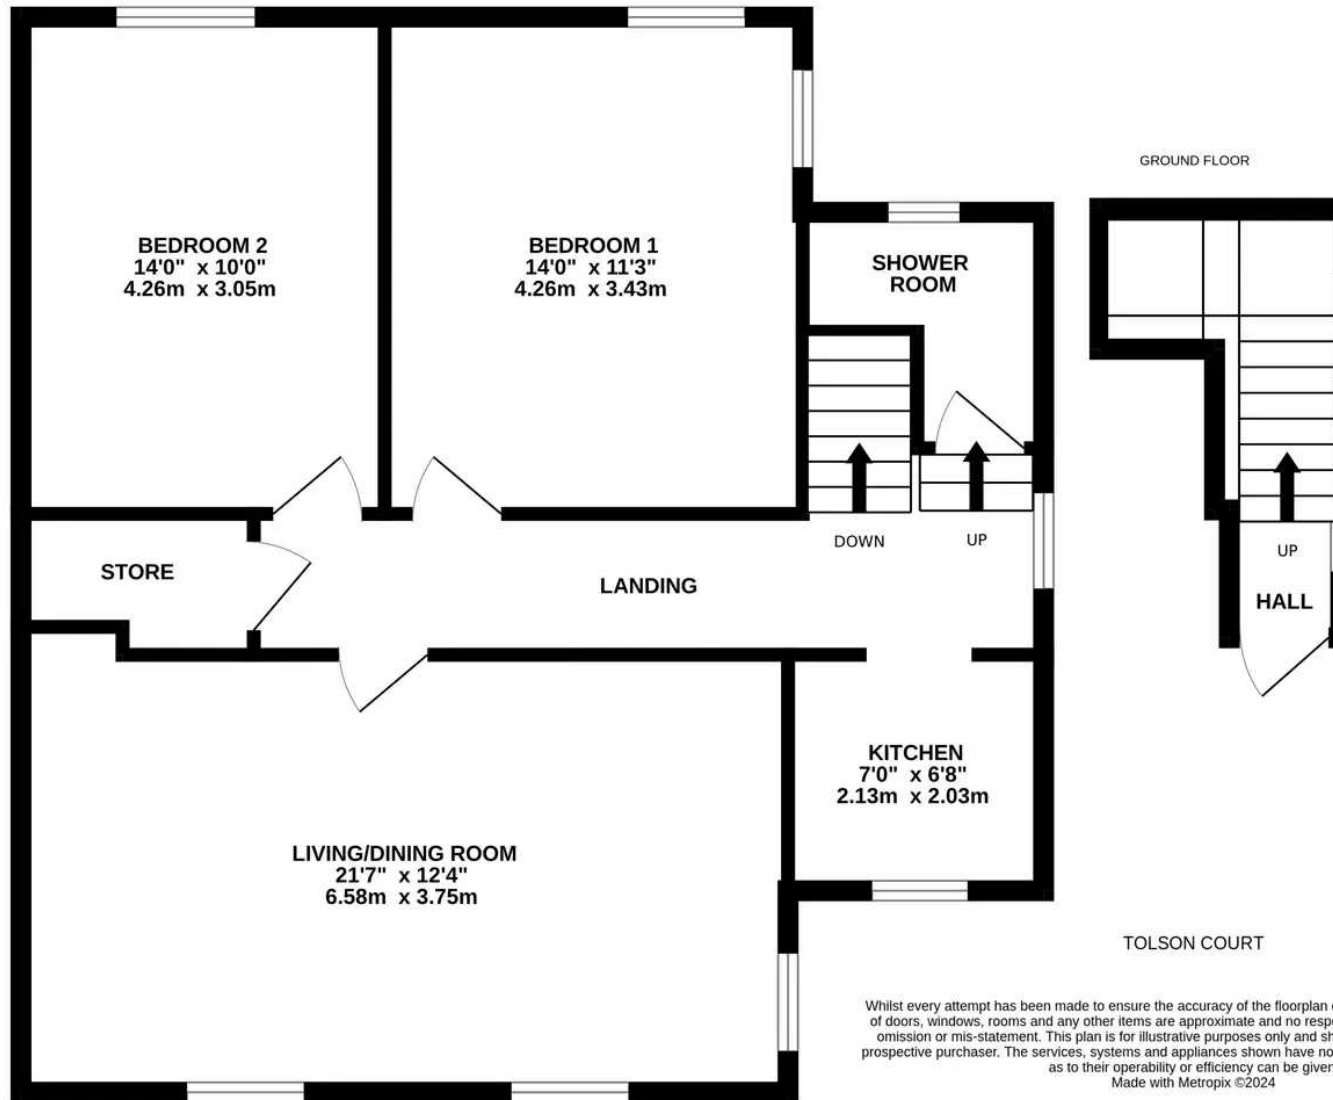 GROUND FLOOR
BEDROOM 2
14'0" x 10'0"
4.26m x 3.05m
BEDROOM 1
14'0" x 11'3"
4.26m x 3.43m
SHOWER
ROOM
DOWN
UP
UP
STORE
LANDING
HALL
KITCHEN
7'0" x 6'8"
2.13m x 2.03m
LIVING/DINING ROOM
21'7" x 12'4"
6.58m x 3.75m
TOLSON COURT
Whilst every attempt has been made to ensure the accuracy of the floorplan
of doors, windows, rooms and any other items are approximate and no
omission or mis-statement. This plan is for illustrative purposes only and
prospective purchaser. The services, systems and appliances shown have
as to their operability or efficiency can be given
Made with Metropix ©2024